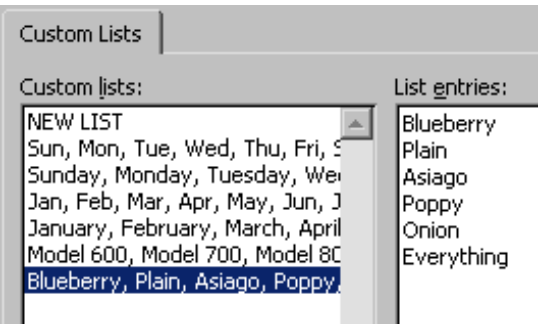 Custom Lists
Custom lists:
NEW LIST
Sun, Mon, Tue, Wed, Thu, Fri, S
Sunday, Monday, Tuesday, We
Jan, Feb, Mar, Apr, May, Jun, J
January, February, March, April
Model 600, Model 700, Model 80
Blueberry, Plain, Asiago, Poppy,
List entries:
Blueberry
Plain
Asiago
Poppy
Onion
Everything